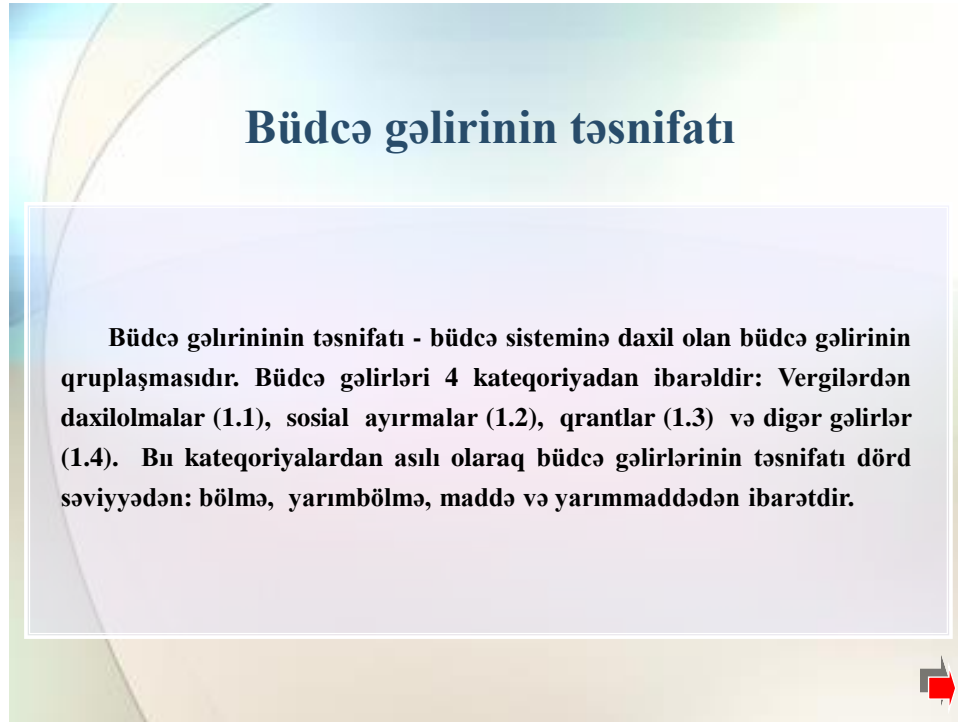 Büdcə gəlirinin təsnifatı
Büdcə gəlırininin təsnifatı - büdcə sisteminə daxil olan büdcə gəlirinin
qruplaşmasıdır. Büdcə gəlirləri 4 kateqoriyadan ibarəldir: Vergilərdən
daxilolmalar (1.1), sosial ayırmalar (1.2), qrantlar (1.3) və digər gəlirlər
(1.4). Bıı kateqoriyalardan asılı olaraq büdcə gəlirlərinin təsnifatı dörd
səviyyədən: bölmə, yarımbölmə, maddə və yarımmaddədən ibarətdir.